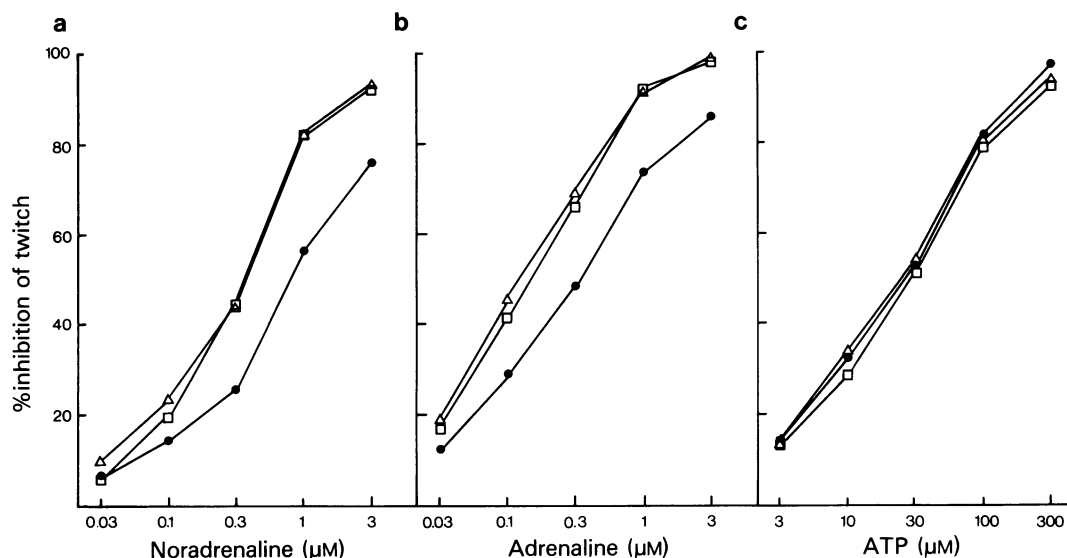 a
b
c
100
80
60
40
20
%inhibition of twitch
0.03 0.1 0.3 1 3
0.03 0.1 0.3 1 3
3 10 30 100 300
Noradrenaline (μM)
Adrenaline (μM)
ATP (μM)